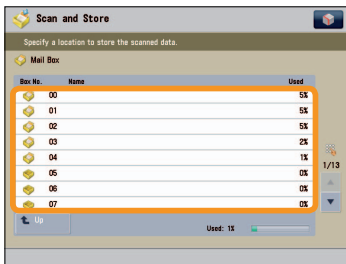 Scan and Store
Specify a location to store the scanned data.
Mail Box
Box No. Name Used
00 5%
01 5%
02 5%
03 2%
04 1%
05 0%
06 0%
07 0%
1/13
Up
Used: 1%